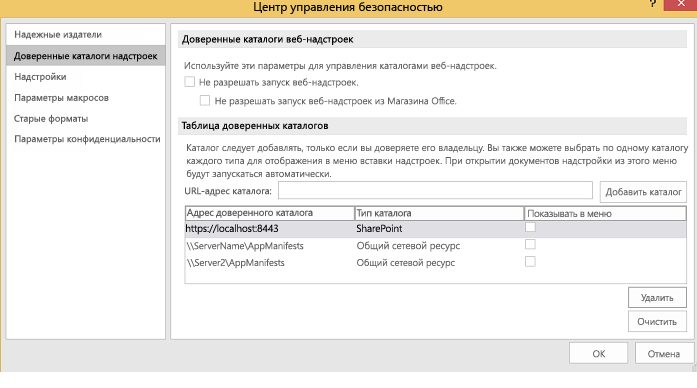 Центр управления безопасностью
?
Надежные издатели
Доверенные каталоги надстроек
Надстройки
Параметры макросов
Старые форматы
Параметры конфиденциальности
Доверенные каталоги веб-надстроек
Используйте эти параметры для управления каталогами веб-надстроек.
Не разрешать запуск веб-надстроек.
Не разрешать запуск веб-надстроек из Магазина Office.
Таблица доверенных каталогов
Каталог следует добавлять, только если вы доверяете его владельцу. Вы также можете выбрать по одному каталогу
каждого типа для отображения в меню вставки надстроек. При открытии документов надстройки из этого меню
будут запускаться автоматически.
URL-адрес каталога:
Добавить каталог
Адрес доверенного каталога Тип каталога Показывать в меню
https://localhost:8443 SharePoint
\\ServerName\AppManifests Общий сетевой ресурс
\\Server2\AppManifests Общий сетевой ресурс
Удалить
Очистить
ОК Отмена